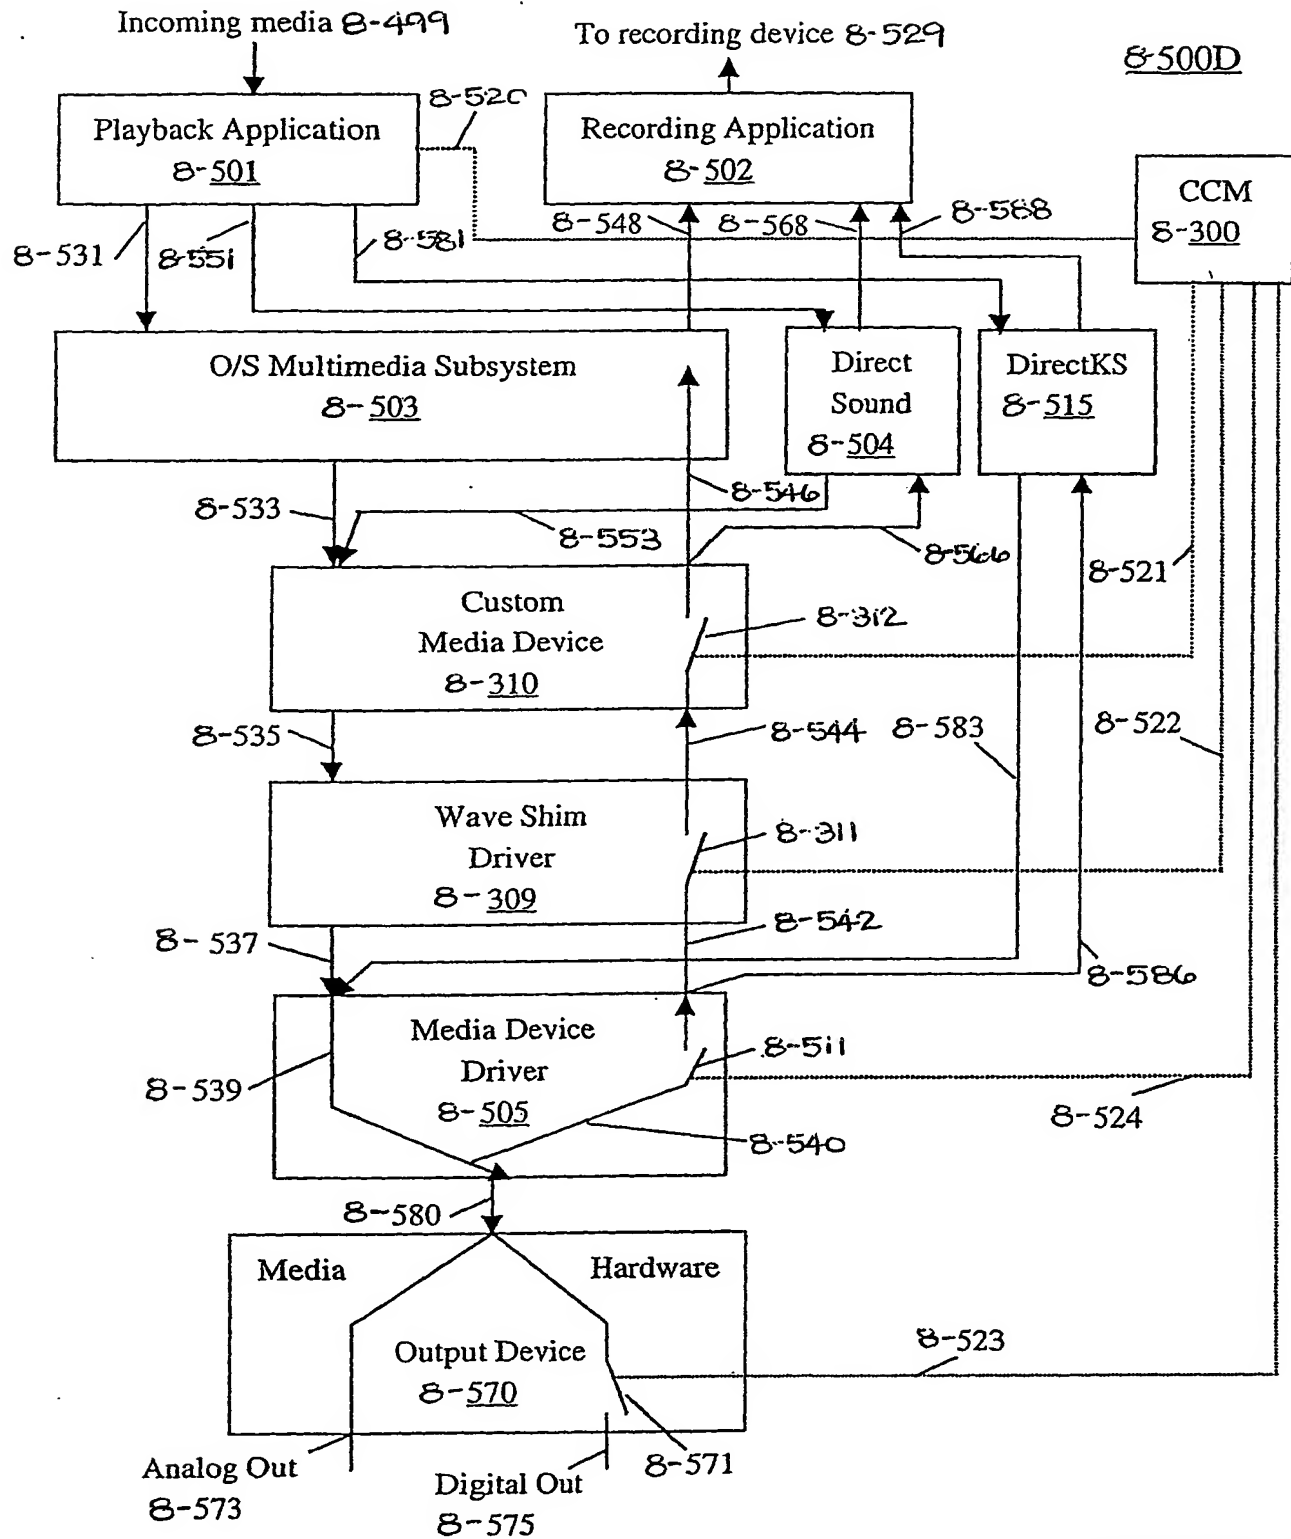 Incoming media 8-499
To recording device 8-529
8-500D
8-520
Playback Application
8-501
Recording Application
8-502
CCM
8-300
8-531
8-551
8-581
8-548
8-568
8-588
O/S Multimedia Subsystem
8-503
Direct
Sound
8-504
DirectKS
8-515
8-533
8-553
8-546
8-566
8-521
Custom
Media Device
8-310
8-312
8-535
8-544
8-583
8-522
Wave Shim
Driver
8-309
8-311
8-537
8-542
8-586
Media Device
Driver
8-505
8-511
8-539
8-540
8-524
8-580
Media
Hardware
Output Device
8-570
8-523
8-571
Analog Out
8-573
Digital Out
8-575